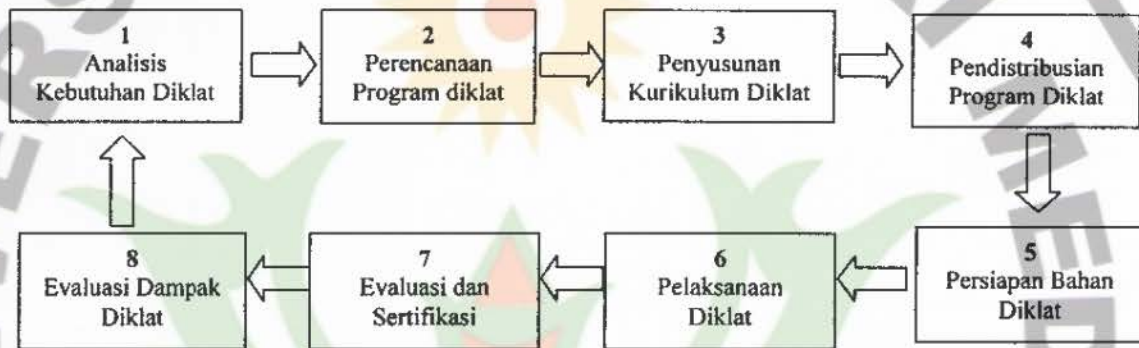 1
Analisis
Kebutuhan Diklat
2
Perencanaan
Program diklat
3
Penyusunan
Kurikulum Diklat
4
Pendistribusian
Program Diklat
5
Persiapan Bahan
Diklat
6
Pelaksanaan
Diklat
7
Evaluasi dan
Sertifikasi
8
Evaluasi Dampak
Diklat